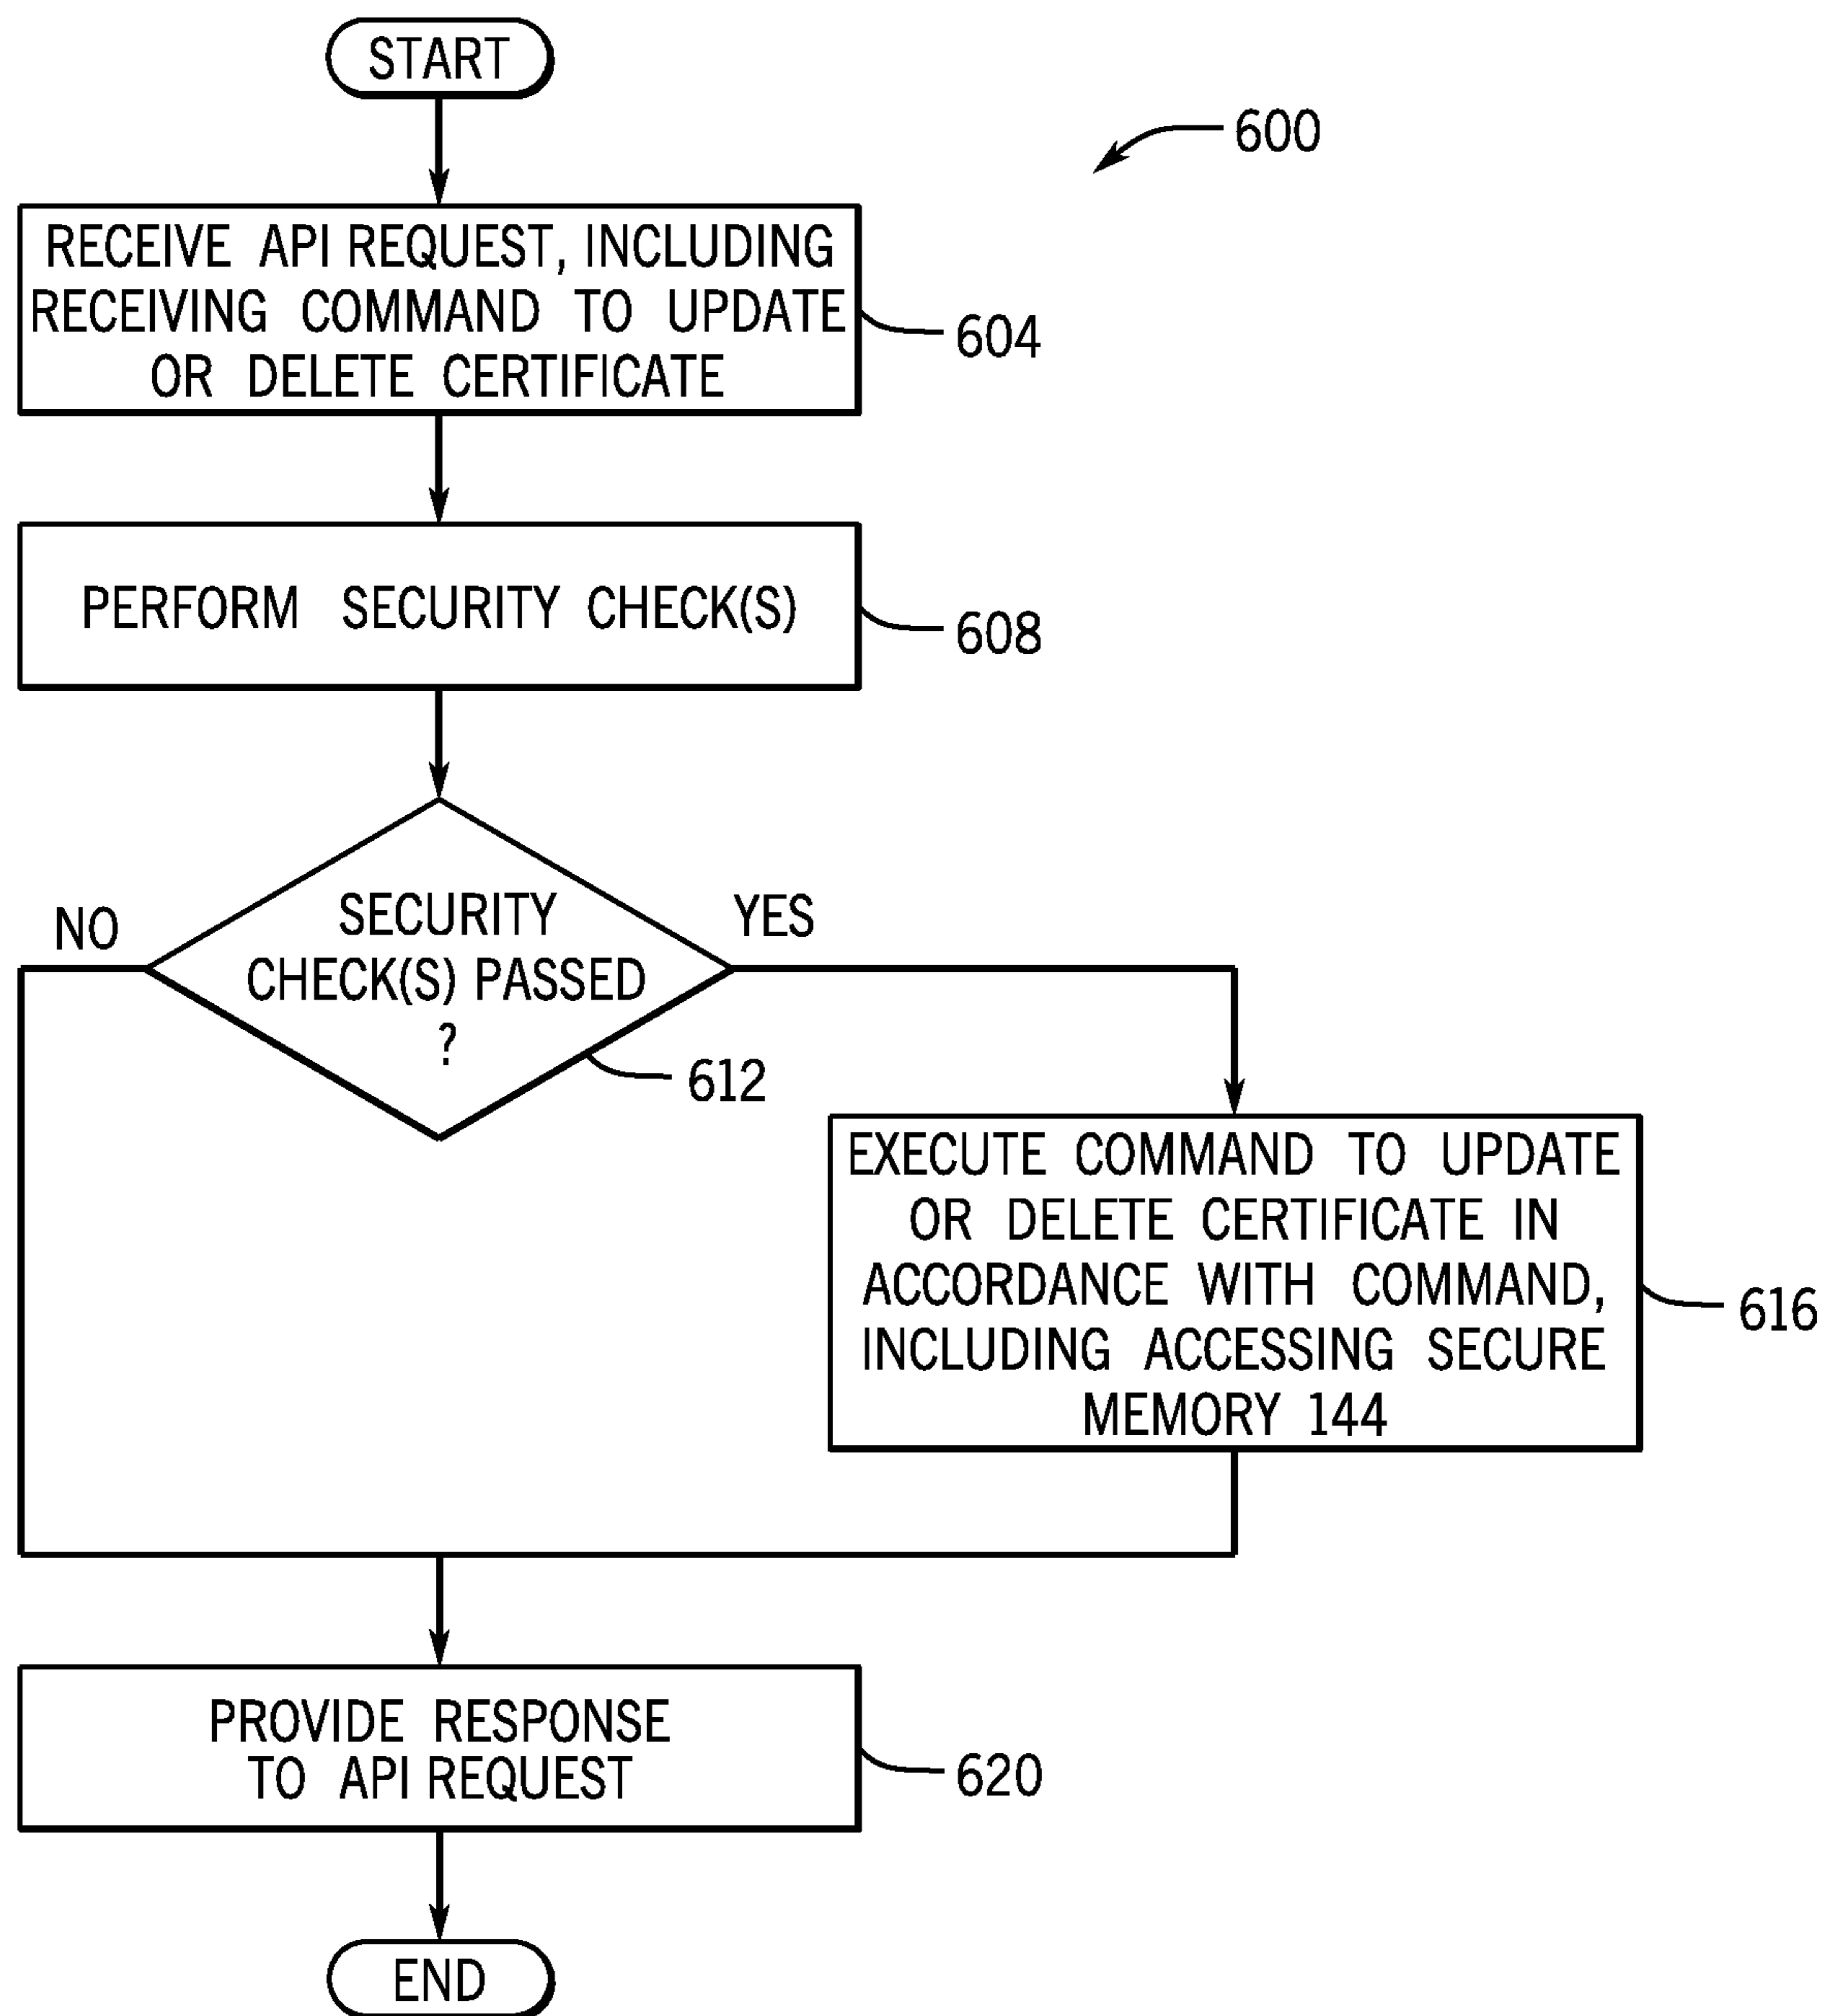 START
600
RECEIVE API REQUEST, INCLUDING
RECEIVING COMMAND TO UPDATE
OR DELETE CERTIFICATE
604
PERFORM SECURITY CHECK(S)
608
NO
SECURITY
CHECK(S) PASSED
?
YES
612
EXECUTE COMMAND TO UPDATE
OR DELETE CERTIFICATE IN
ACCORDANCE WITH COMMAND,
INCLUDING ACCESSING SECURE
MEMORY 144
616
PROVIDE RESPONSE
TO API REQUEST
620
END